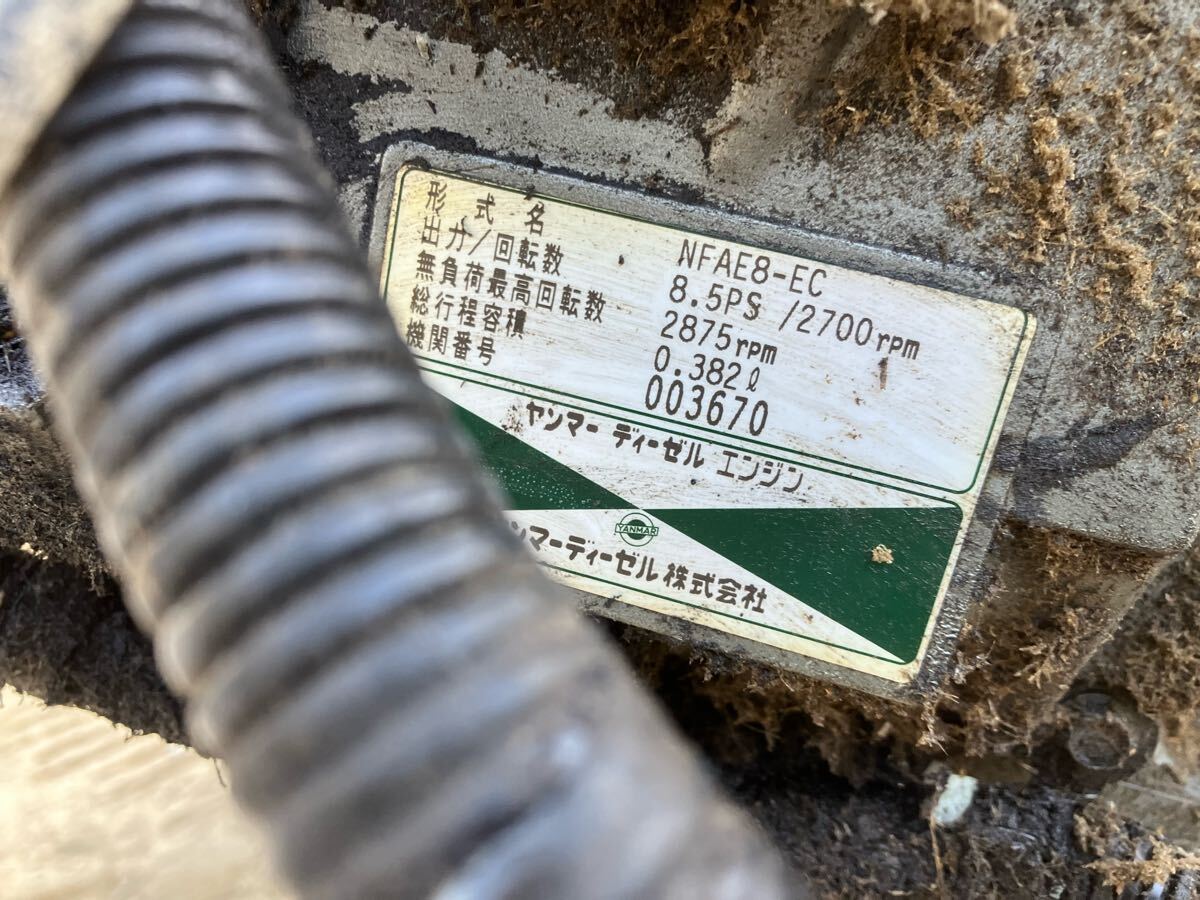 形式名 NFAE8-EC
出力/回転数 8.5PS /2700rpm
無負荷最高回転数 2875rpm
総行程容積 0.382ℓ
機関番号 003670
ヤンマー ディーゼル エンジン
YANMAR
ンマーディーゼル株式会社